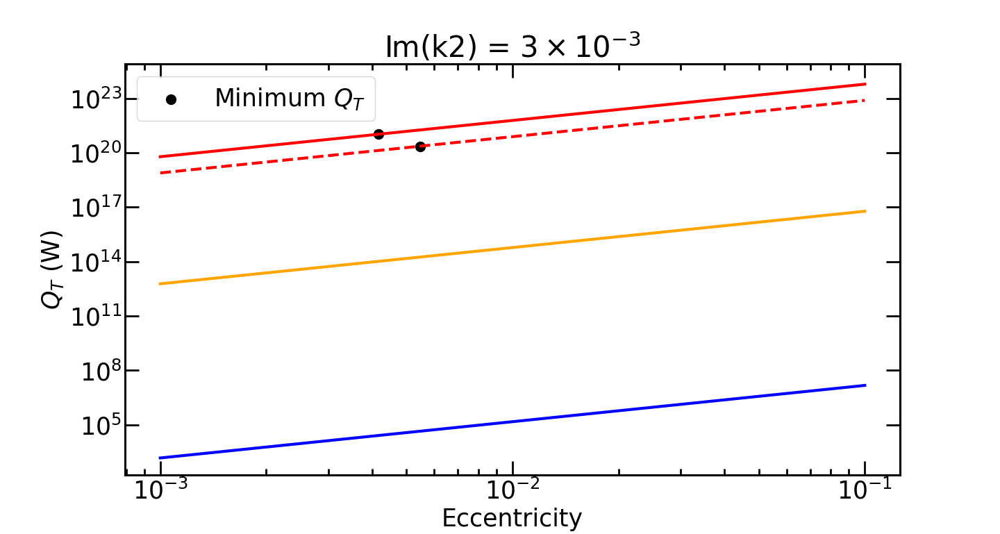 Im(k2) = 3 × 10⁻³
Minimum Q_T
Q_T (W)
10²³
10²⁰
10¹⁷
10¹⁴
10¹¹
10⁸
10⁵
10⁻³ 10⁻² 10⁻¹
Eccentricity